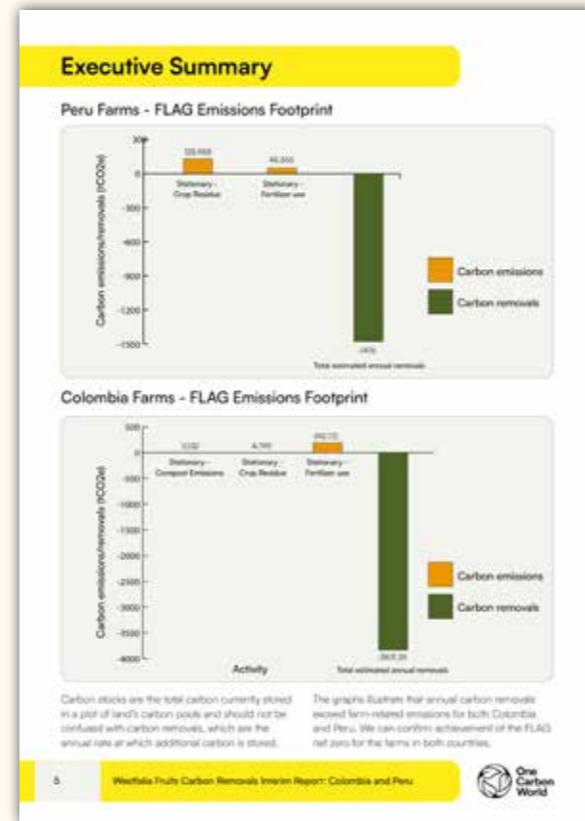 Executive Summary
Peru Farms - FLAG Emissions Footprint
Carbon emissions/removals (tCO2e)
300
0
-300
-600
-900
-1200
-1500
Stationary -
Crop Residue
Stationary -
Fertilizer use
Total estimated annual removals
Carbon emissions
Carbon removals
Colombia Farms - FLAG Emissions Footprint
Carbon emissions/removals (tCO2e)
500
0
-500
-1000
-1500
-2000
-2500
-3000
-3500
-4000
Stationary -
Compost Emissions
Stationary -
Crop Residue
Stationary -
Fertilizer use
Activity
Total estimated annual removals
Carbon emissions
Carbon removals
Carbon stocks are the total carbon currently stored
in a plot of land's carbon pools and should not be
confused with carbon removals, which are the
annual rate at which additional carbon is stored.
The graphs illustrate that annual carbon removals
exceed farm-related emissions for both Colombia
and Peru. We can confirm achievement of the FLAG
net zero for the farms in both countries.
6
Westfalia Fruits Carbon Removals Interim Report: Colombia and Peru
One
Carbon
World